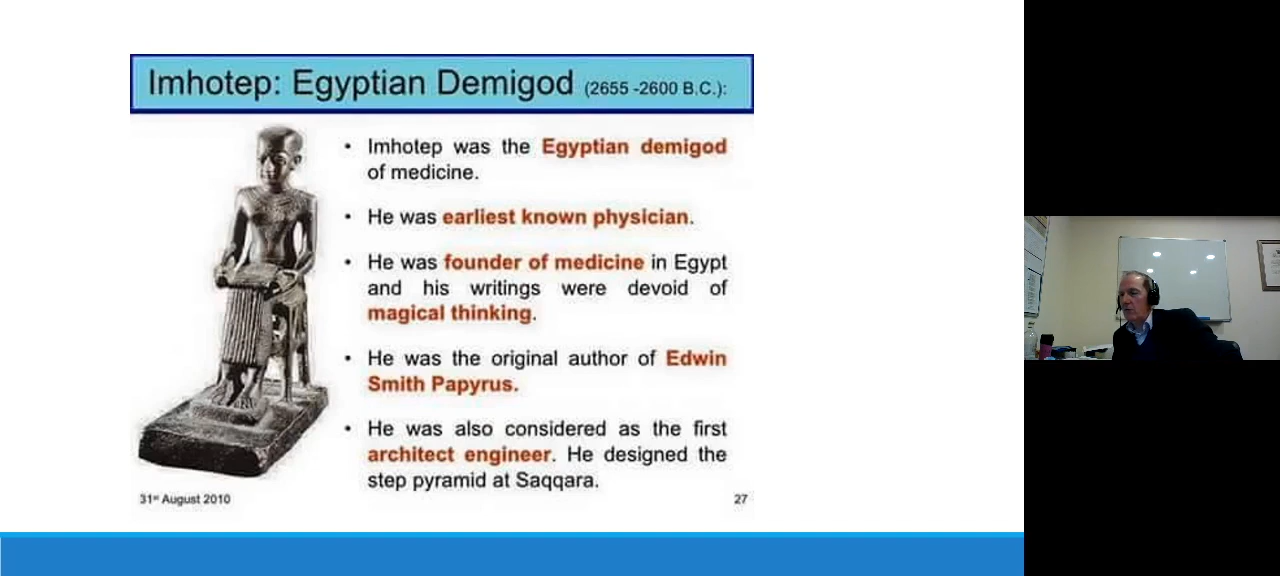 Imhotep: Egyptian Demigod (2655 -2600 B.C.):
• Imhotep was the Egyptian demigod
of medicine.
• He was earliest known physician.
• He was founder of medicine in Egypt
and his writings were devoid of
magical thinking.
• He was the original author of Edwin
Smith Papyrus.
• He was also considered as the first
architect engineer. He designed the
step pyramid at Saqqara.
31st August 2010
27